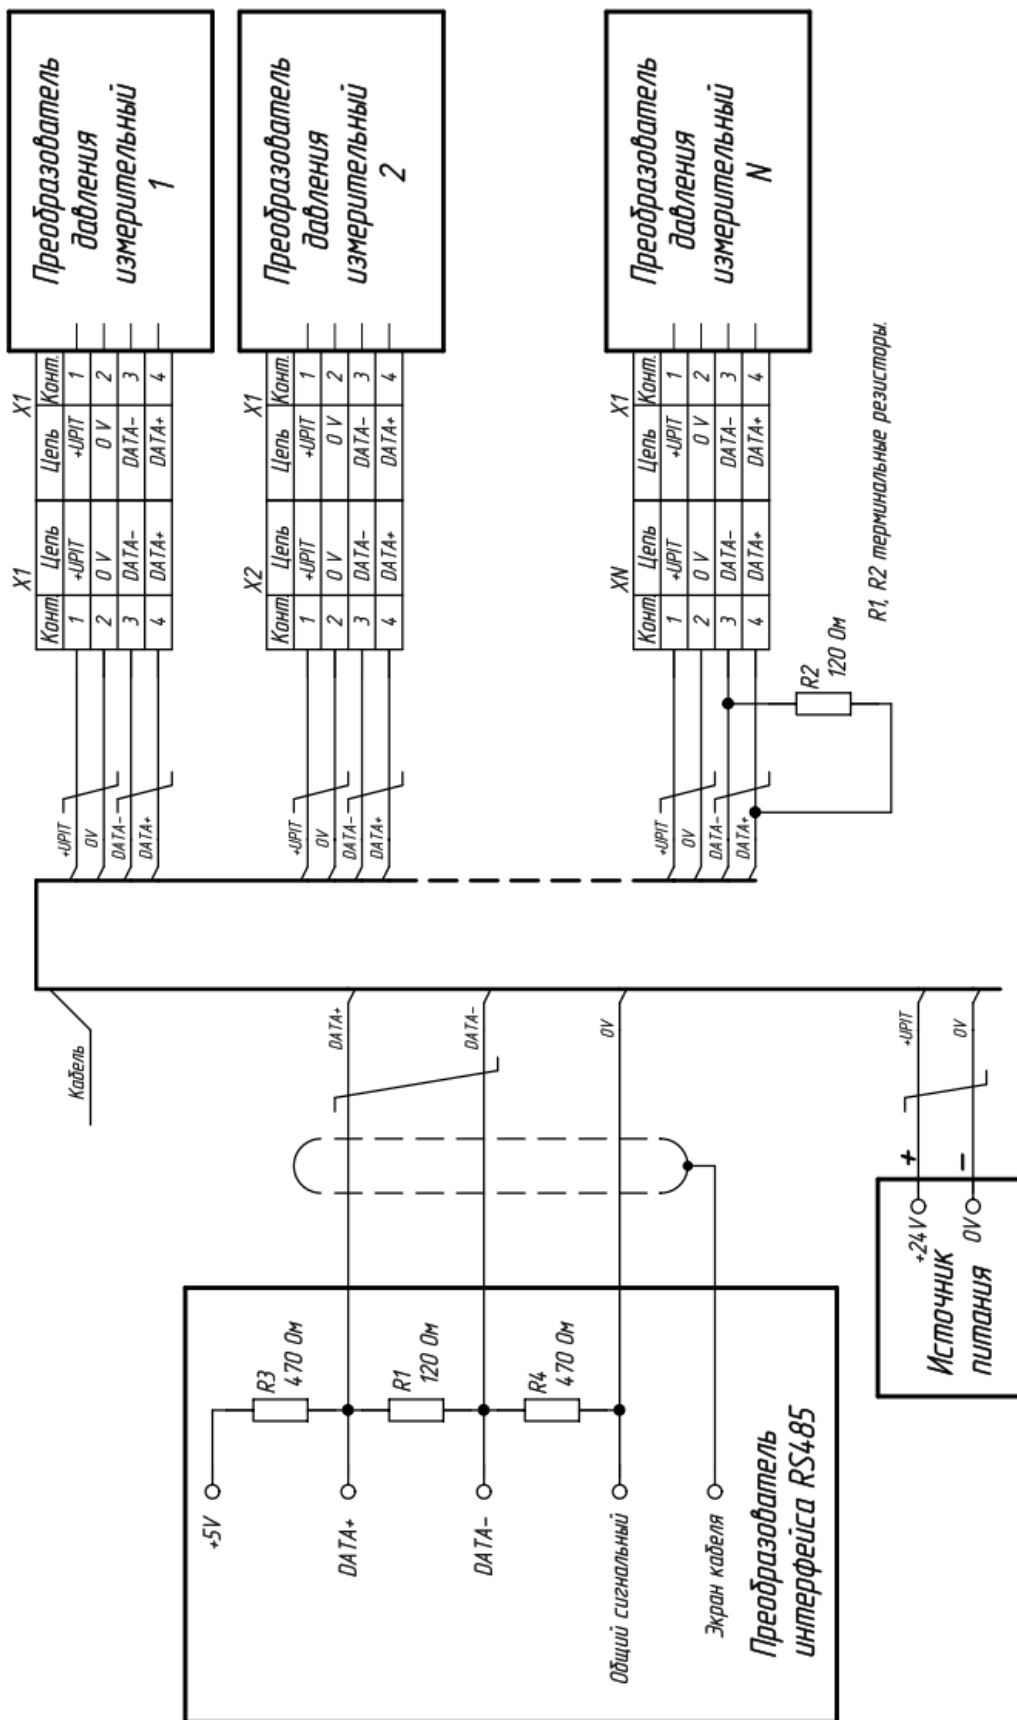 Преобразователь
давления
измерительный
1
Преобразователь
давления
измерительный
2
Преобразователь
давления
измерительный
N
X1
Цепь Конт.
+UPIT 1
0 V 2
DATA- 3
DATA+ 4
X1
Конт. Цепь
1 +UPIT
2 0 V
3 DATA-
4 DATA+
X1
Цепь Конт.
+UPIT 1
0 V 2
DATA- 3
DATA+ 4
X2
Конт. Цепь
1 +UPIT
2 0 V
3 DATA-
4 DATA+
X1
Цепь Конт.
+UPIT 1
0 V 2
DATA- 3
DATA+ 4
XN
Конт. Цепь
1 +UPIT
2 0 V
3 DATA-
4 DATA+
R2
120 Ом
R1, R2 терминальные резисторы.
+UPIT
0V
DATA-
DATA+
+UPIT
0V
DATA-
DATA+
+UPIT
0V
DATA-
DATA+
Кабель
DATA+
DATA-
0V
+UPIT
0V
+
-
+24V
0V
Источник
питания
R3
470 Ом
R1
120 Ом
R4
470 Ом
+5V
DATA+
DATA-
Общий сигнальный
Экран кабеля
Преобразователь
интерфейса RS485